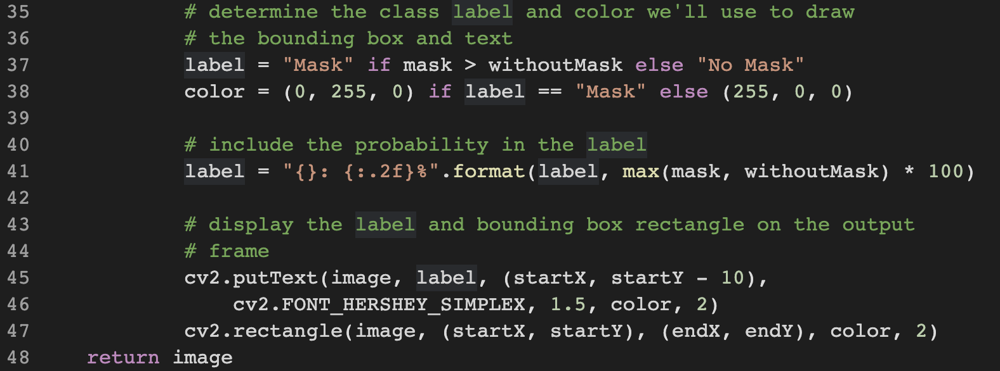 35 # determine the class label and color we'll use to draw
36 # the bounding box and text
37 label = "Mask" if mask > withoutMask else "No Mask"
38 color = (0, 255, 0) if label == "Mask" else (255, 0, 0)
39
40 # include the probability in the label
41 label = "{}: {:.2f}%".format(label, max(mask, withoutMask) * 100)
42
43 # display the label and bounding box rectangle on the output
44 # frame
45 cv2.putText(image, label, (startX, startY - 10),
46 cv2.FONT_HERSHEY_SIMPLEX, 1.5, color, 2)
47 cv2.rectangle(image, (startX, startY), (endX, endY), color, 2)
48 return image